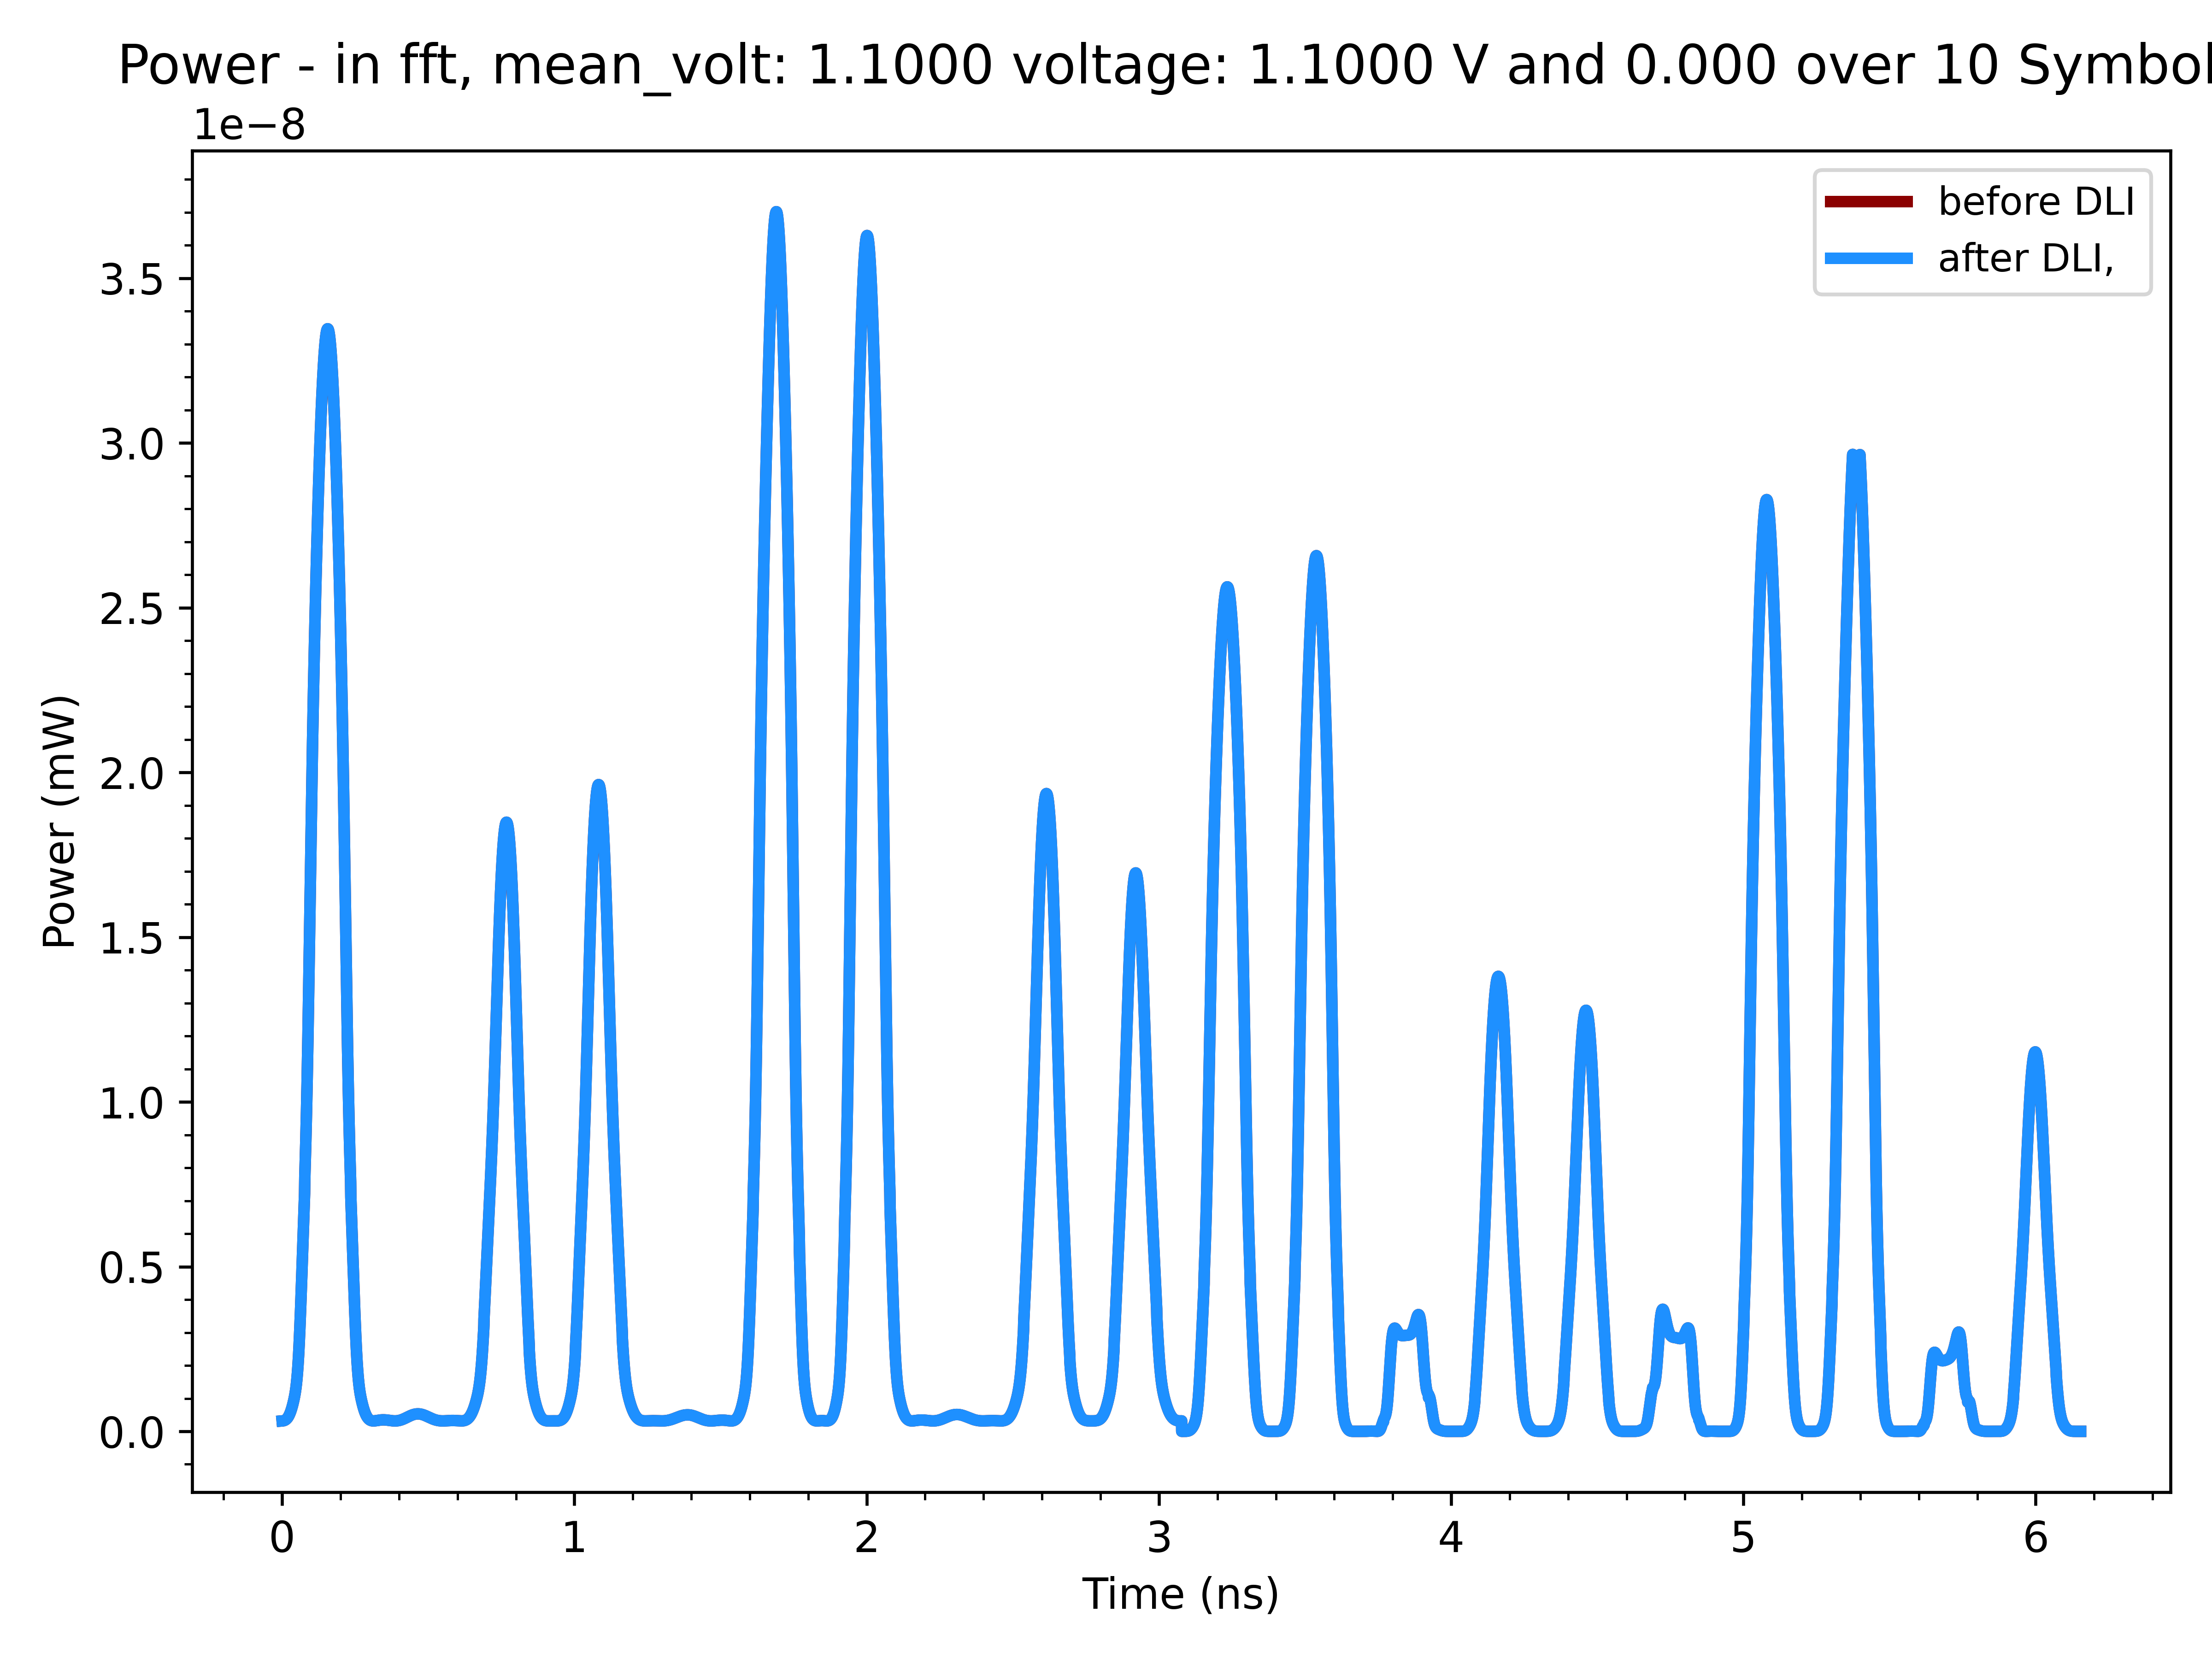 Power - in fft, mean_volt: 1.1000 voltage: 1.1000 V and 0.000 over 10 Symbol
1e−8
before DLI
after DLI,
3.5
3.0
2.5
2.0
1.5
1.0
0.5
0.0
Power (mW)
0 1 2 3 4 5 6
Time (ns)